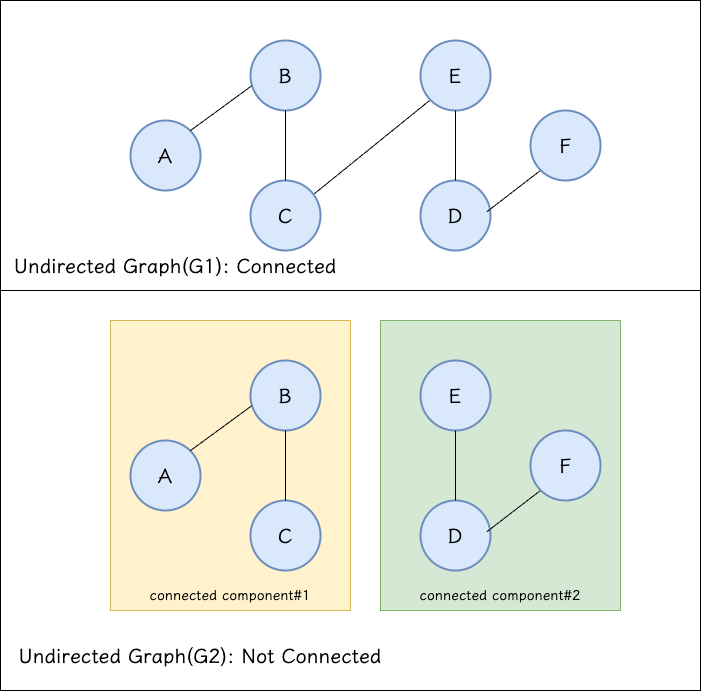 B
E
A
F
C
D
Undirected Graph(G1): Connected
B
E
A
F
C
D
connected component#1
connected component#2
Undirected Graph(G2): Not Connected